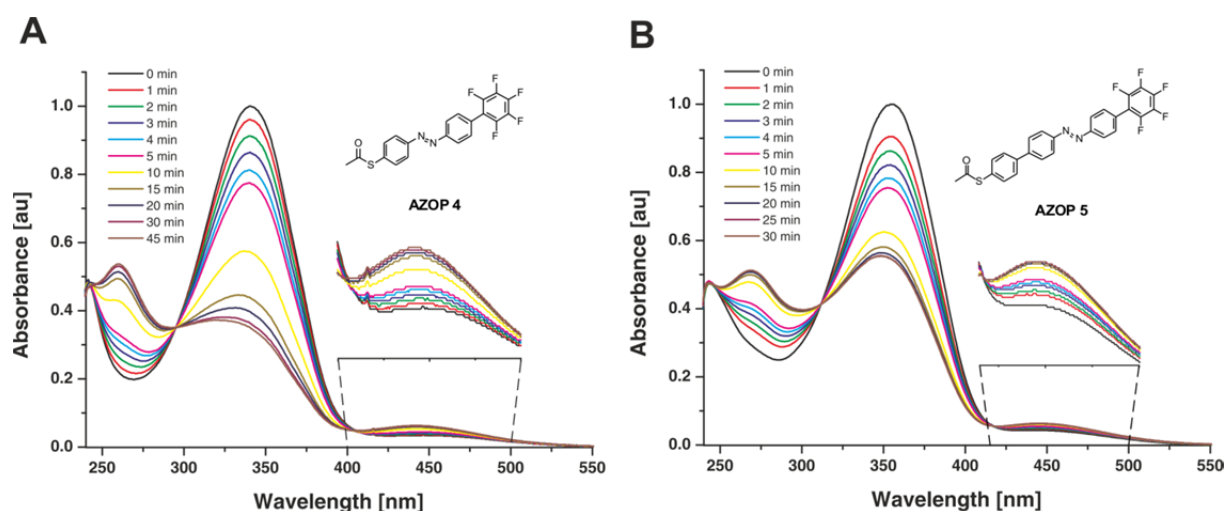 A
0 min
1 min
2 min
3 min
4 min
5 min
10 min
15 min
20 min
30 min
45 min
1.0
0.8
0.6
0.4
0.2
0.0
Absorbance [au]
250 300 350 400 450 500 550
Wavelength [nm]
O
S
N
N
F
F
F
F
F
AZOP 4
B
0 min
1 min
2 min
3 min
4 min
5 min
10 min
15 min
20 min
25 min
30 min
1.0
0.8
0.6
0.4
0.2
0.0
Absorbance [au]
250 300 350 400 450 500 550
Wavelength [nm]
O
S
N
N
F
F
F
F
F
AZOP 5